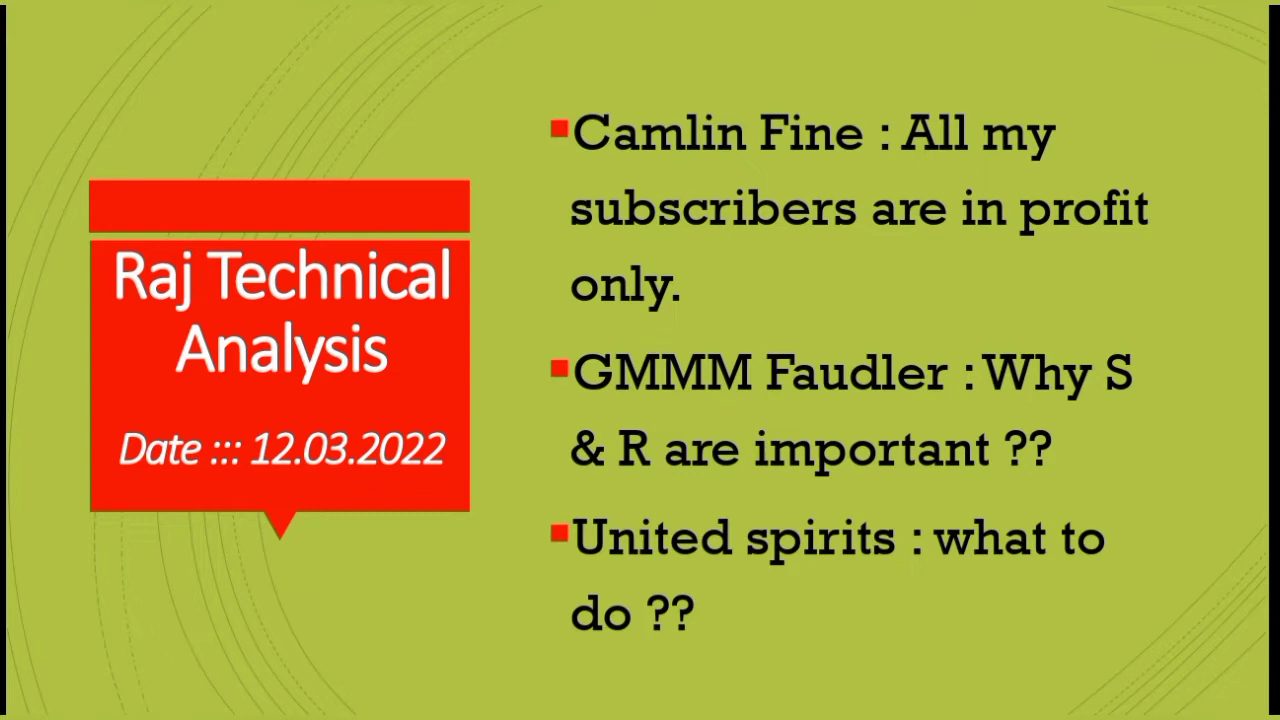 Raj Technical
Analysis
Date ::: 12.03.2022
Camlin Fine : All my
subscribers are in profit
only.
GMMM Faudler : Why S
& R are important ??
United spirits : what to
do ??